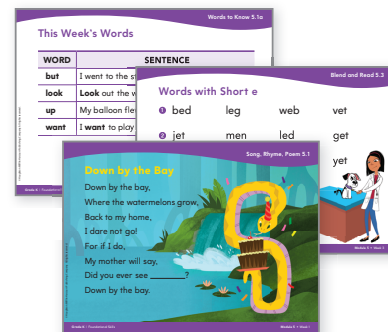 Words to Know 5.1a
This Week's Words
WORD SENTENCE
but I went to the
look Look out the
up My balloon
want I want to play
Blend and Read 5.3
Words with Short e
1 bed leg web vet
2 jet men led get
yet
Song, Rhyme, Poem 5.1
Down by the Bay
Down by the bay,
Where the watermelons grow,
Back to my home,
I dare not go!
For if I do,
My mother will say,
Did you ever see ________?
Down by the bay.